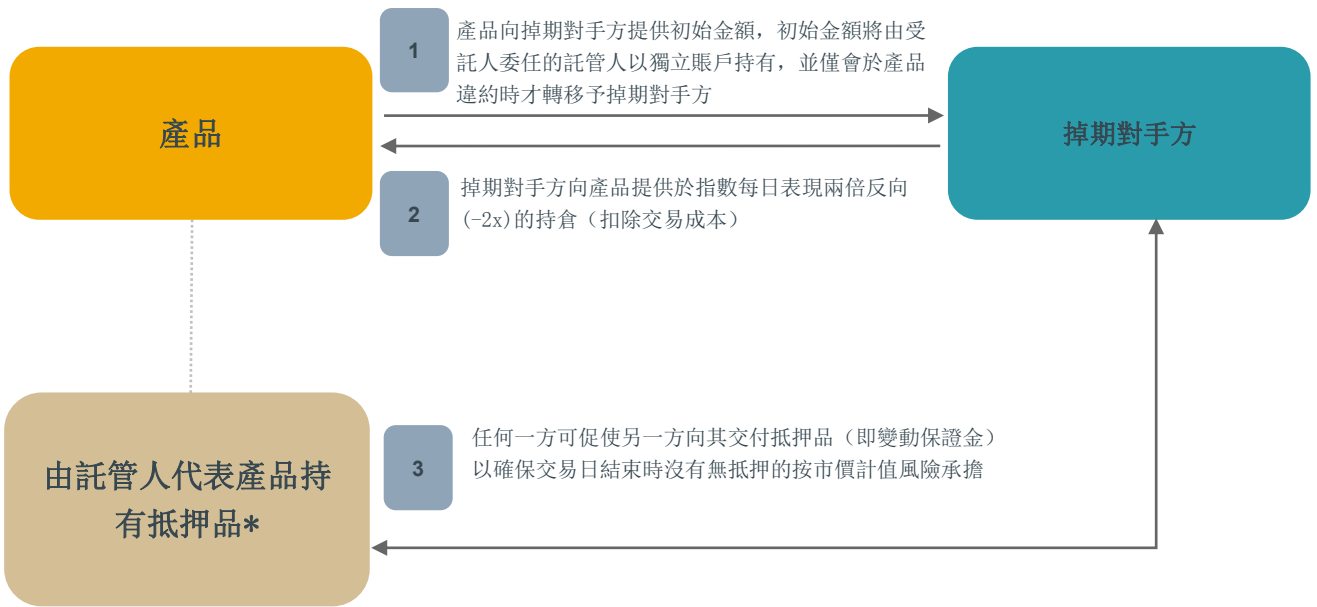 產品
1
產品向掉期對手方提供初始金額，初始金額將由受
託人委任的託管人以獨立賬戶持有，並僅會於產品
違約時才轉移予掉期對手方
掉期對手方
2
掉期對手方向產品提供於指數每日表現兩倍反向
(-2x)的持倉（扣除交易成本）
由託管人代表產品持
有抵押品*
3
任何一方可促使另一方向其交付抵押品（即變動保證金）
以確保交易日結束時沒有無抵押的按市價計值風險承擔